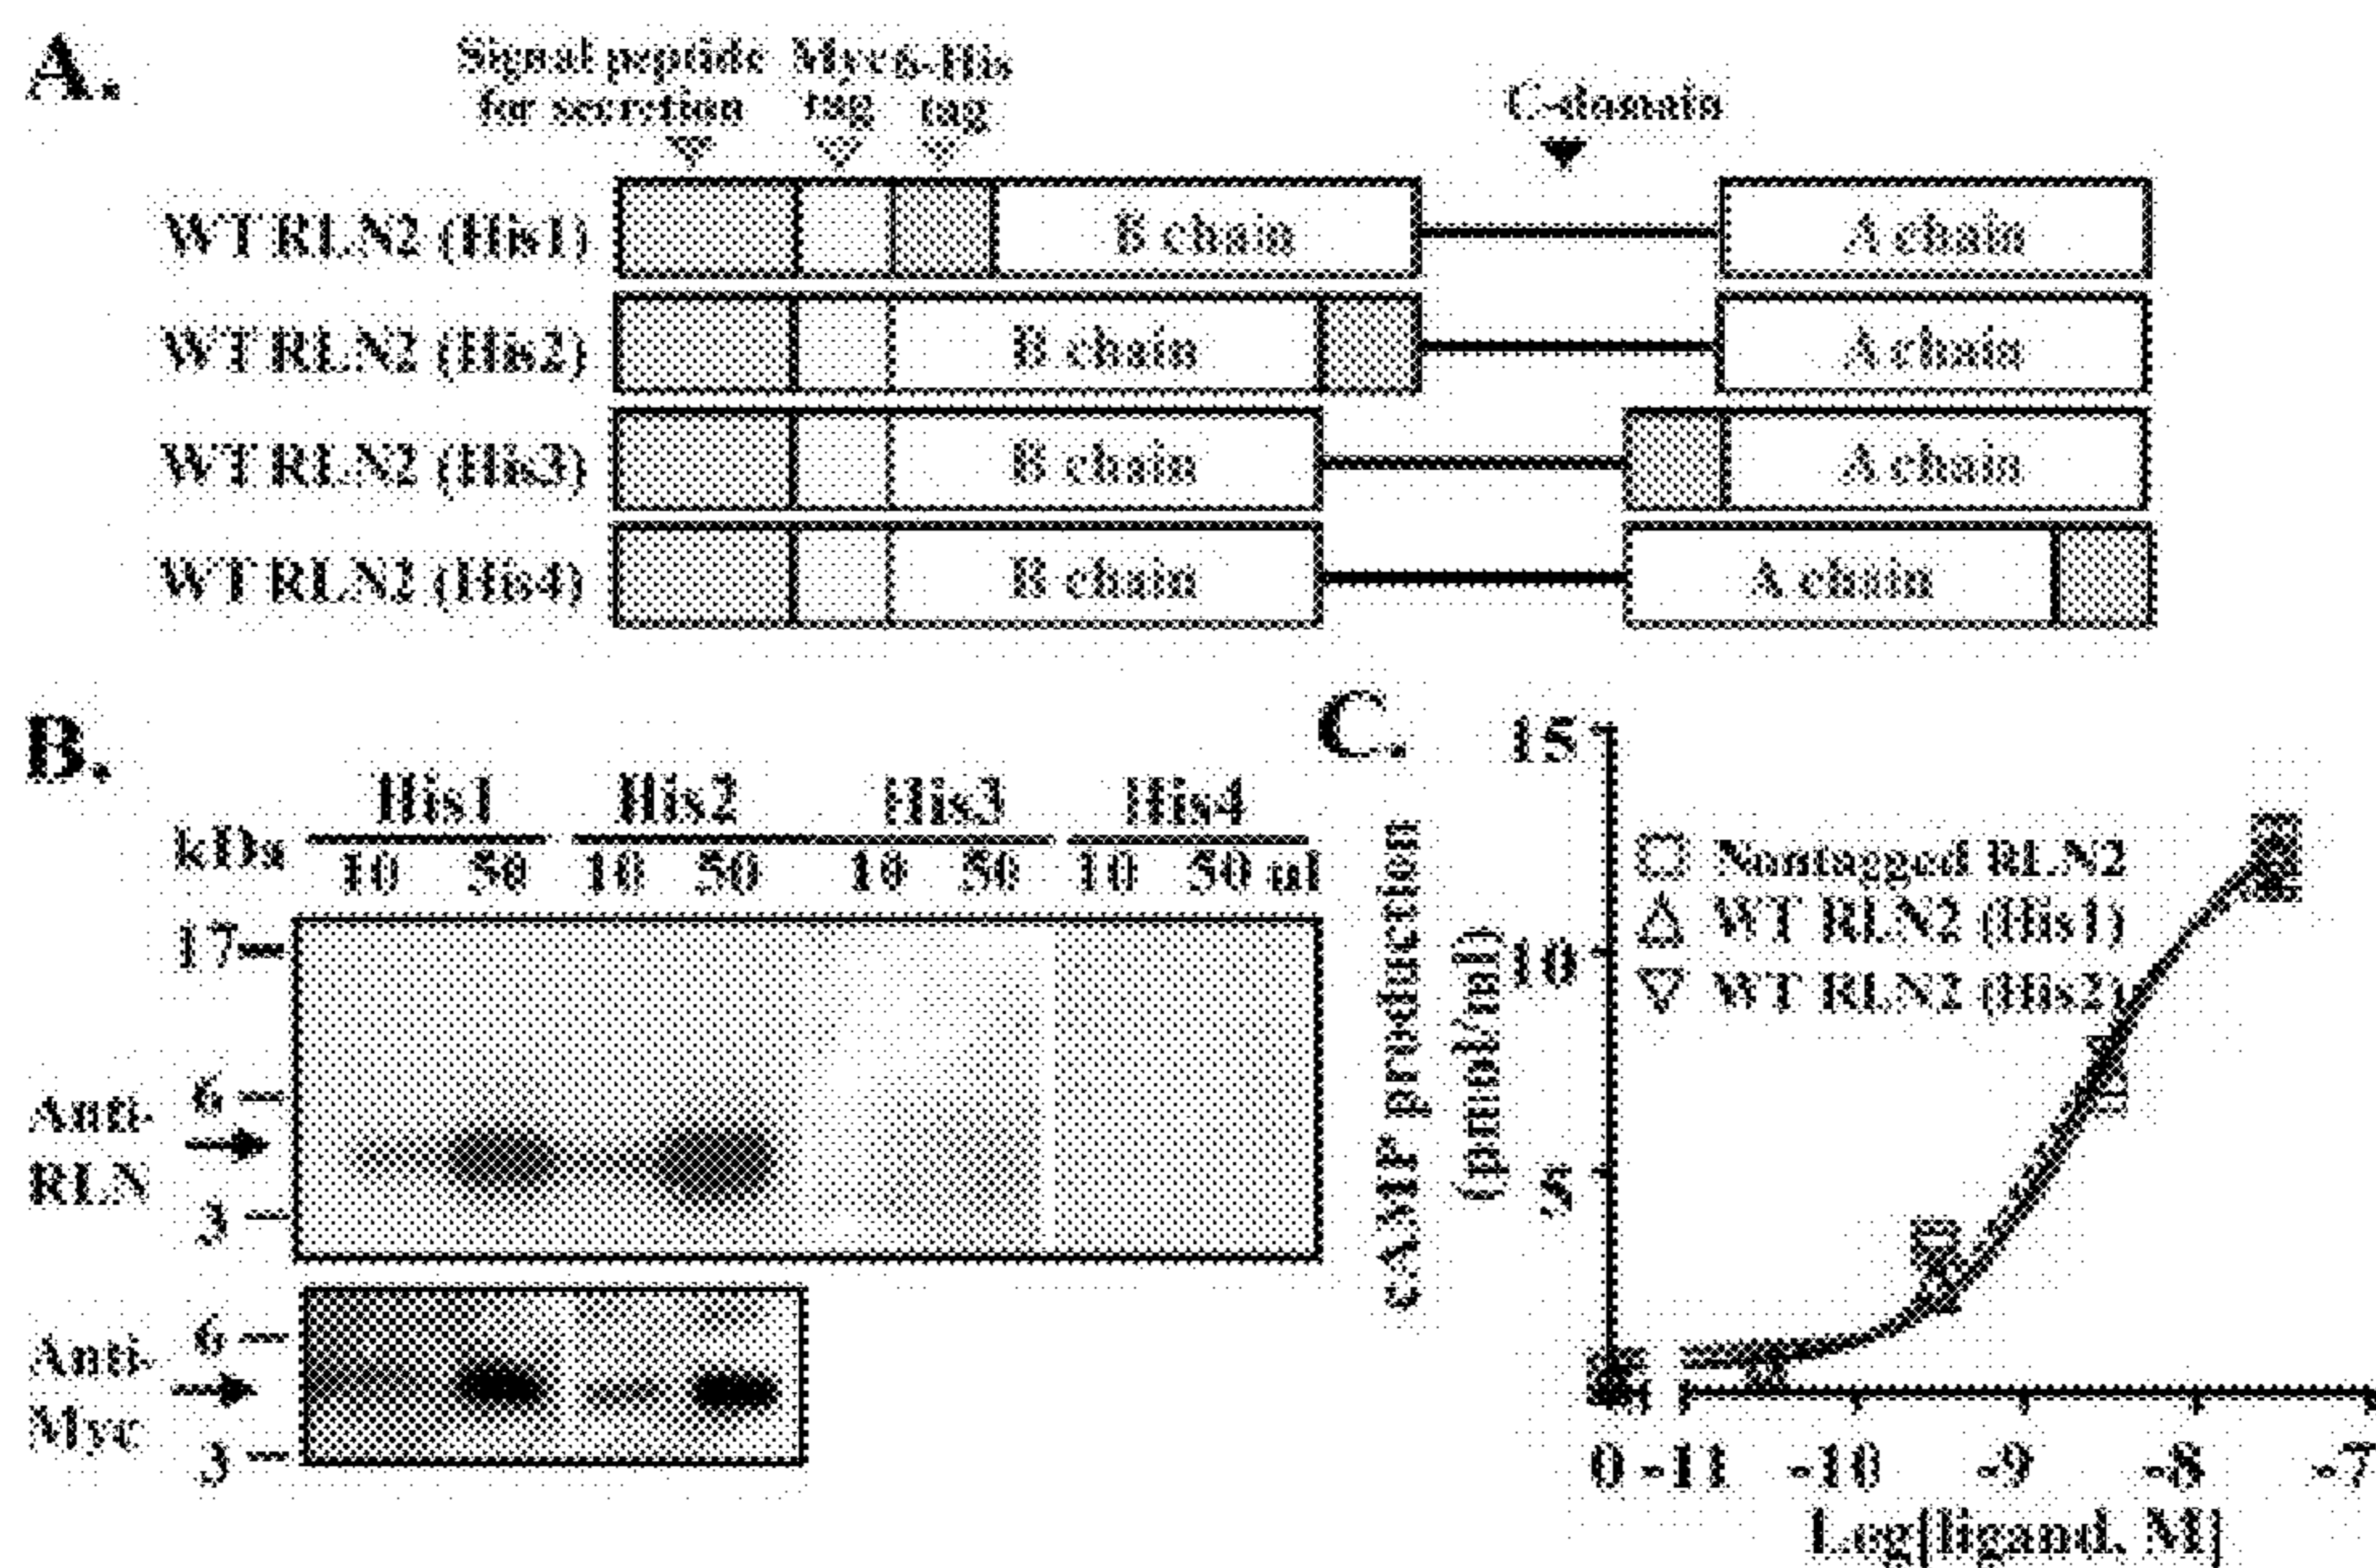 A.
Signal peptide for secretion
Myc tag
6-His tag
C-domain
WT RLN2 (His1)
B chain
A chain
WT RLN2 (His2)
B chain
A chain
WT RLN2 (His3)
B chain
A chain
WT RLN2 (His4)
B chain
A chain
B.
His1 His2 His3 His4
kDa 10 50 10 50 10 50 10 50 ul
17
6
Anti-RLN
3
6
Anti-Myc
3
C.
cAMP production
(pmol/ml)
15
10
5
Nontagged RLN2
WT RLN2 (His1)
WT RLN2 (His2)
0 -11 -10 -9 -8 -7
Log[ligand, M]